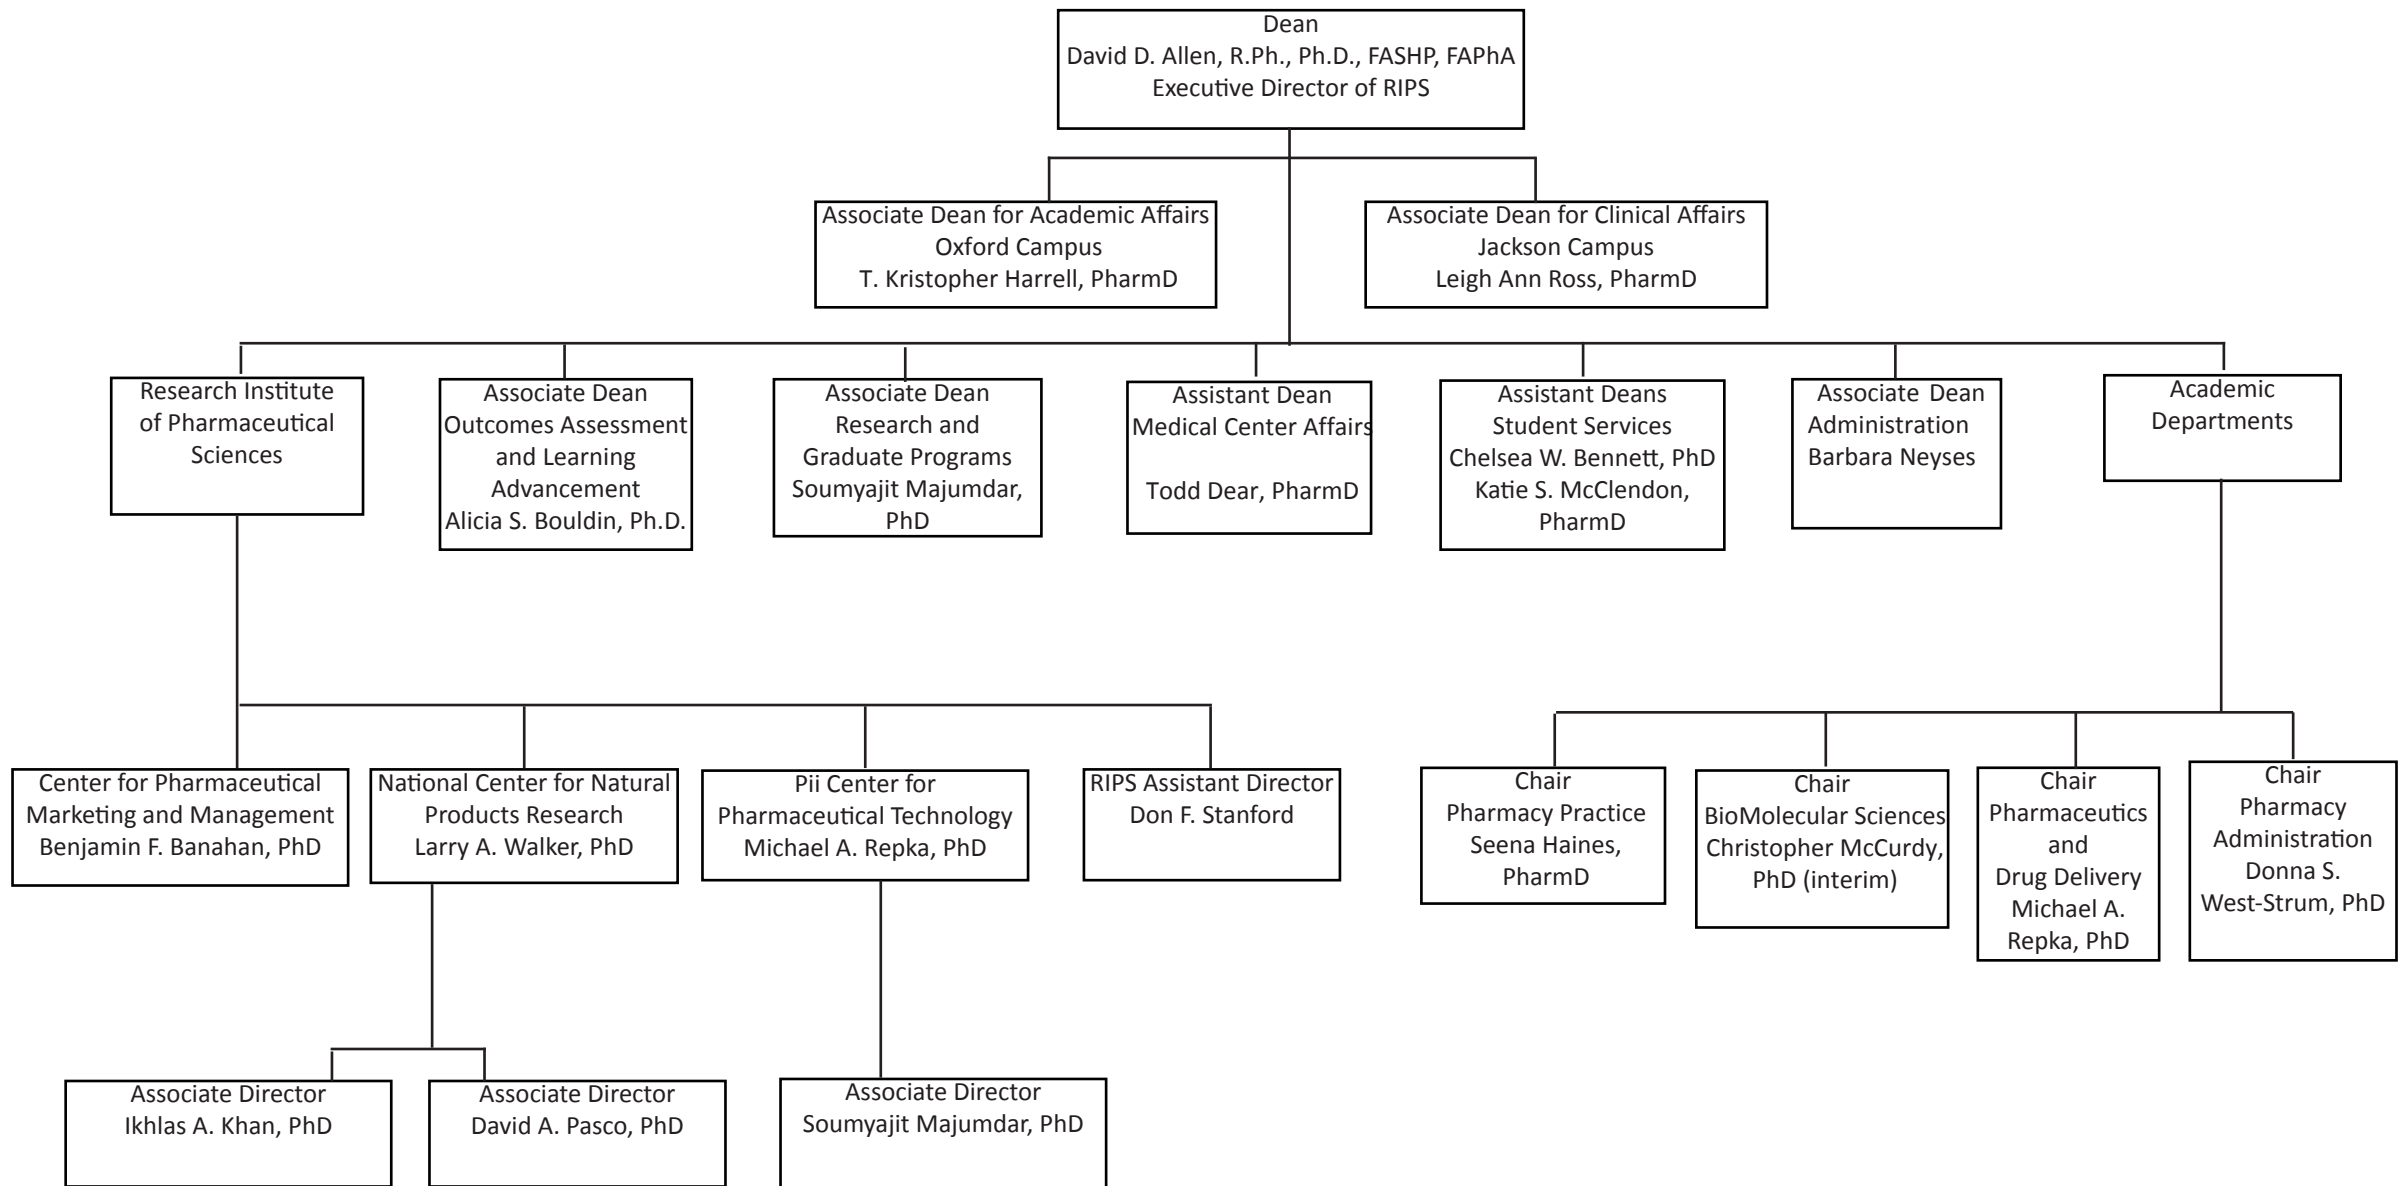 Dean
David D. Allen, R.Ph., Ph.D., FASHP, FAPhA
Executive Director of RIPS
Associate Dean for Academic Affairs
Oxford Campus
T. Kristopher Harrell, PharmD
Associate Dean for Clinical Affairs
Jackson Campus
Leigh Ann Ross, PharmD
Research Institute
of Pharmaceutical
Sciences
Associate Dean
Outcomes Assessment
and Learning
Advancement
Alicia S. Bouldin, Ph.D.
Associate Dean
Research and
Graduate Programs
Soumyajit Majumdar,
PhD
Assistant Dean
Medical Center Affairs
Todd Dear, PharmD
Assistant Deans
Student Services
Chelsea W. Bennett, PhD
Katie S. McClendon,
PharmD
Associate Dean
Administration
Barbara Neyses
Academic
Departments
Center for Pharmaceutical
Marketing and Management
Benjamin F. Banahan, PhD
National Center for Natural
Products Research
Larry A. Walker, PhD
Pii Center for
Pharmaceutical Technology
Michael A. Repka, PhD
RIPS Assistant Director
Don F. Stanford
Chair
Pharmacy Practice
Seena Haines,
PharmD
Chair
BioMolecular Sciences
Christopher McCurdy,
PhD (interim)
Chair
Pharmaceutics
and
Drug Delivery
Michael A.
Repka, PhD
Chair
Pharmacy
Administration
Donna S.
West-Strum, PhD
Associate Director
Ikhlas A. Khan, PhD
Associate Director
David A. Pasco, PhD
Associate Director
Soumyajit Majumdar, PhD